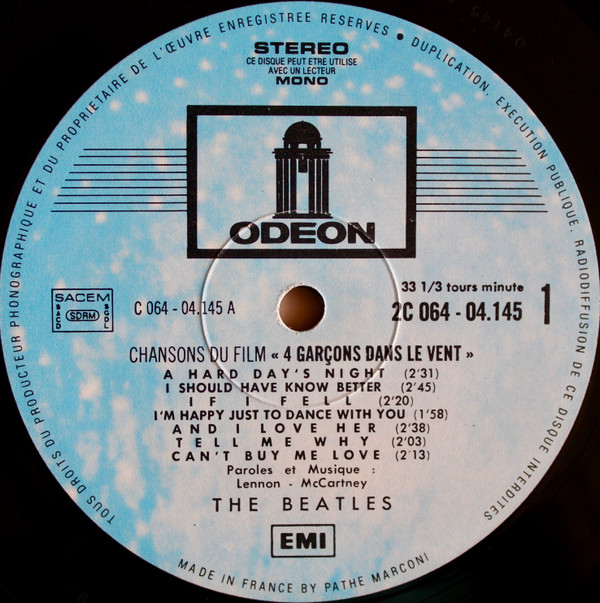 TOUS DROITS DU PRODUCTEUR PHONOGRAPHIQUE ET DU PROPRIETAIRE DE L'ŒUVRE ENREGISTREE RESERVES • DUPLICATION, EXECUTION PUBLIQUE, RADIODIFFUSION DE CE DISQUE INTERDITES
STEREO
CE DISQUE PEUT ETRE UTILISE
AVEC UN LECTEUR
MONO
ODEON
33 1/3 tours minute
SACEM
SACD SDRM SGDL
C 064 - 04.145 A
2C 064 - 04.145 1
CHANSONS DU FILM « 4 GARÇONS DANS LE VENT »
A HARD DAY'S NIGHT (2'31)
I SHOULD HAVE KNOW BETTER (2'45)
IF I FEL (2'20)
I'M HAPPY JUST TO DANCE WITH YOU (1'58)
AND I LOVE HER (2'38)
TELL ME WHY (2'03)
CAN'T BUY ME LOVE (2'13)
Paroles et Musique :
Lennon - McCartney
THE BEATLES
EMI
MADE IN FRANCE BY PATHE MARCONI